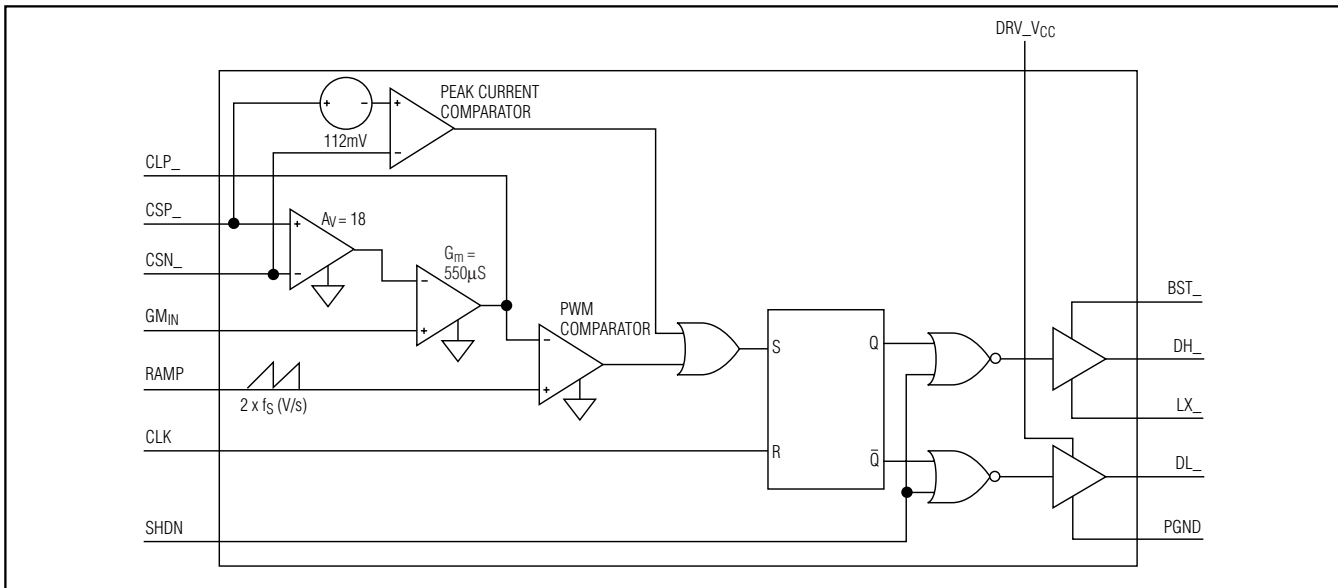 DRV_VCC
PEAK CURRENT
COMPARATOR
+
-
+
-
112mV
CLP_
CSP_
AV = 18
+
-
CSN_
Gm =
550µS
-
+
GMIN
PWM
COMPARATOR
-
+
RAMP
2 x fS (V/s)
CLK
S
R
Q
Q̅
SHDN
BST_
DH_
LX_
DL_
PGND